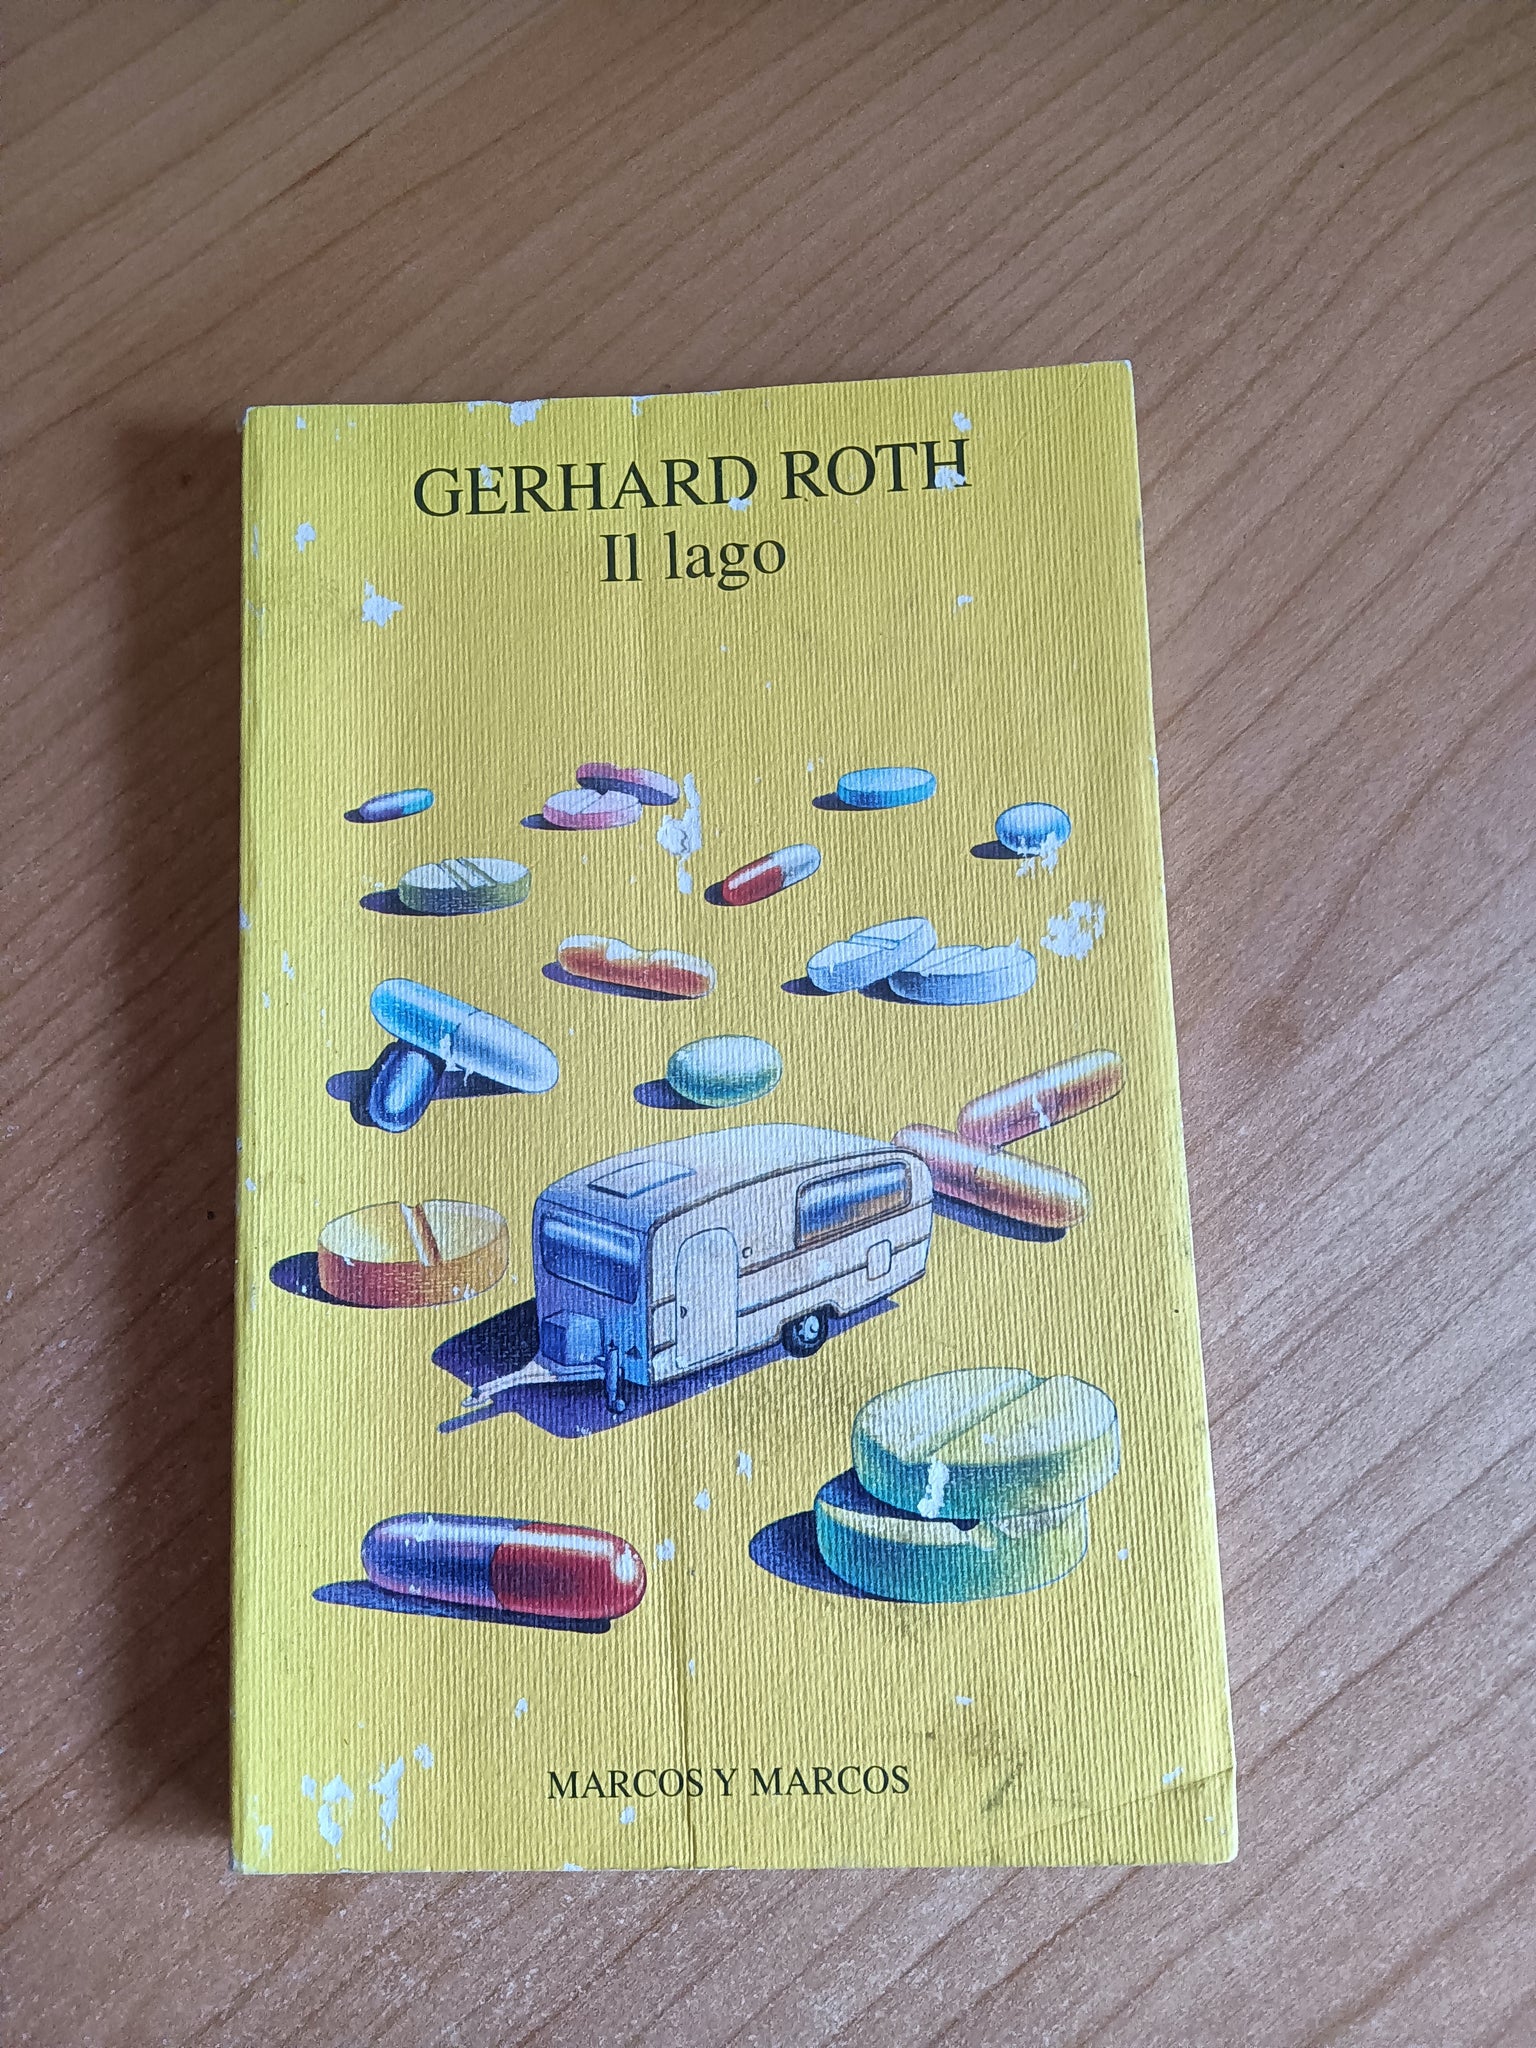 GERHARD ROTH
Il lago
MARCOS Y MARCOS